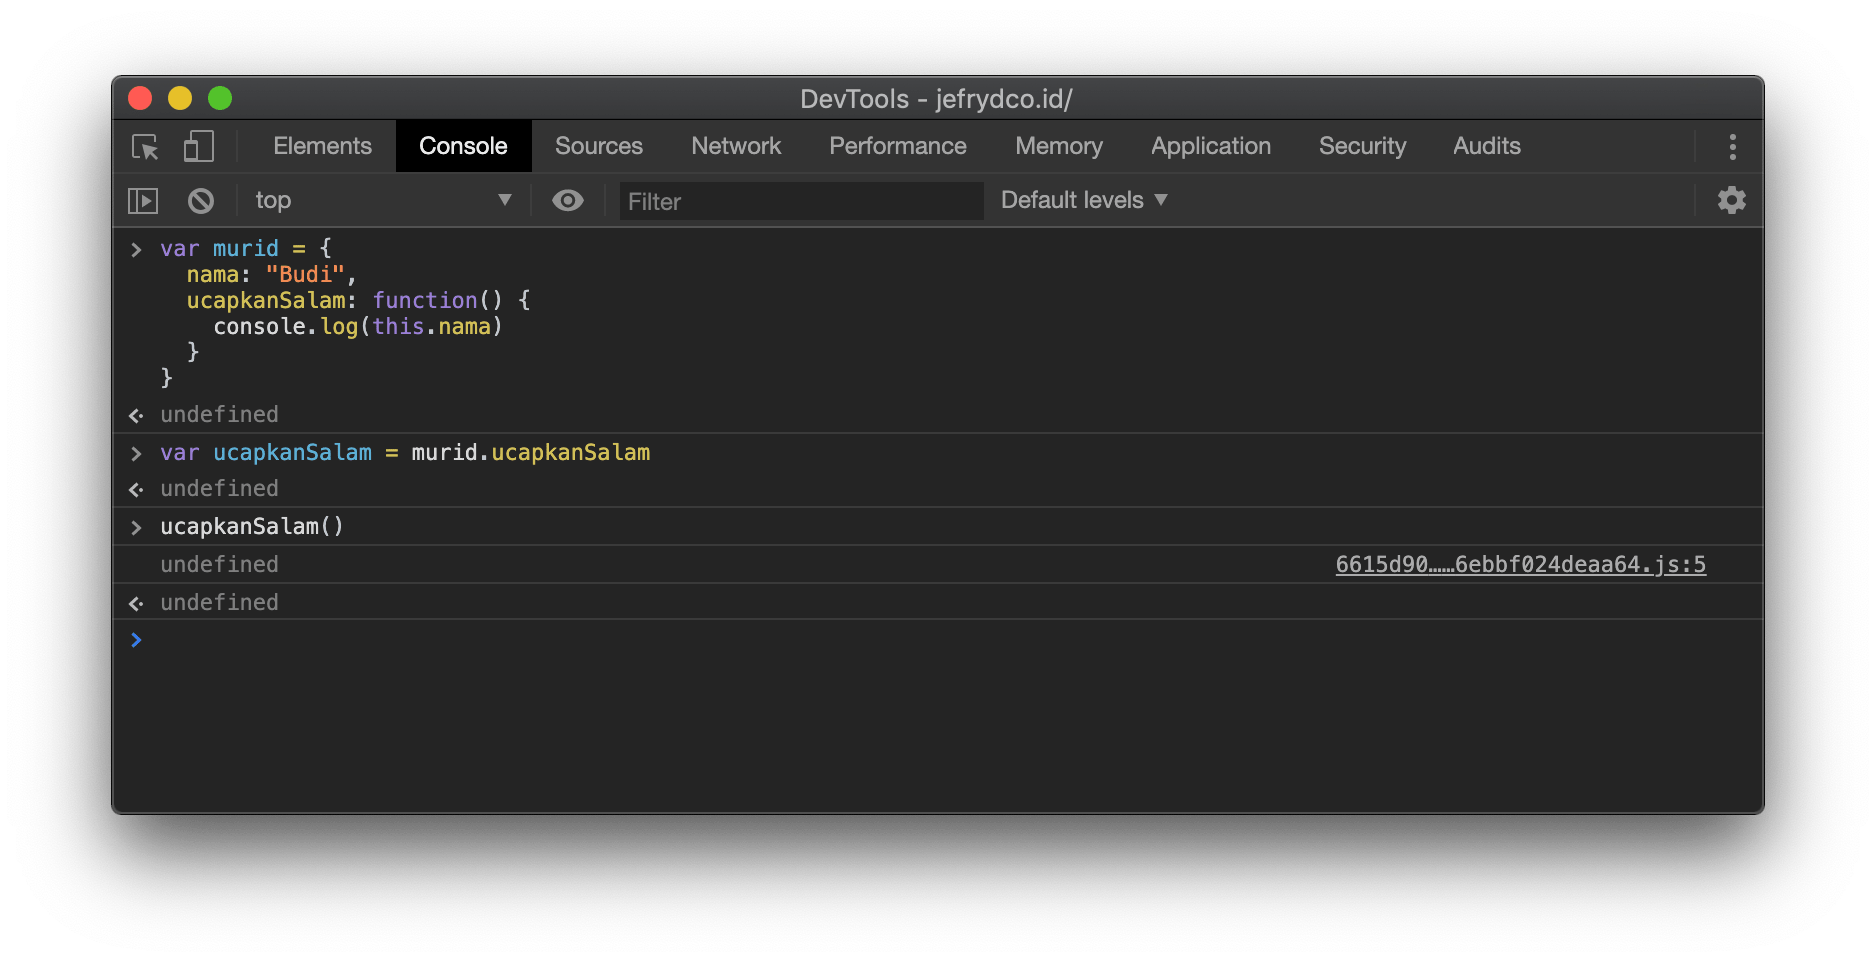 DevTools - jefrydco.id/
Elements Console Sources Network Performance Memory Application Security Audits
top Filter Default levels
var murid = {
nama: "Budi",
ucapkanSalam: function() {
console.log(this.nama)
}
}
undefined
var ucapkanSalam = murid.ucapkanSalam
undefined
ucapkanSalam()
undefined 6615d90……6ebbf024deaa64.js:5
undefined